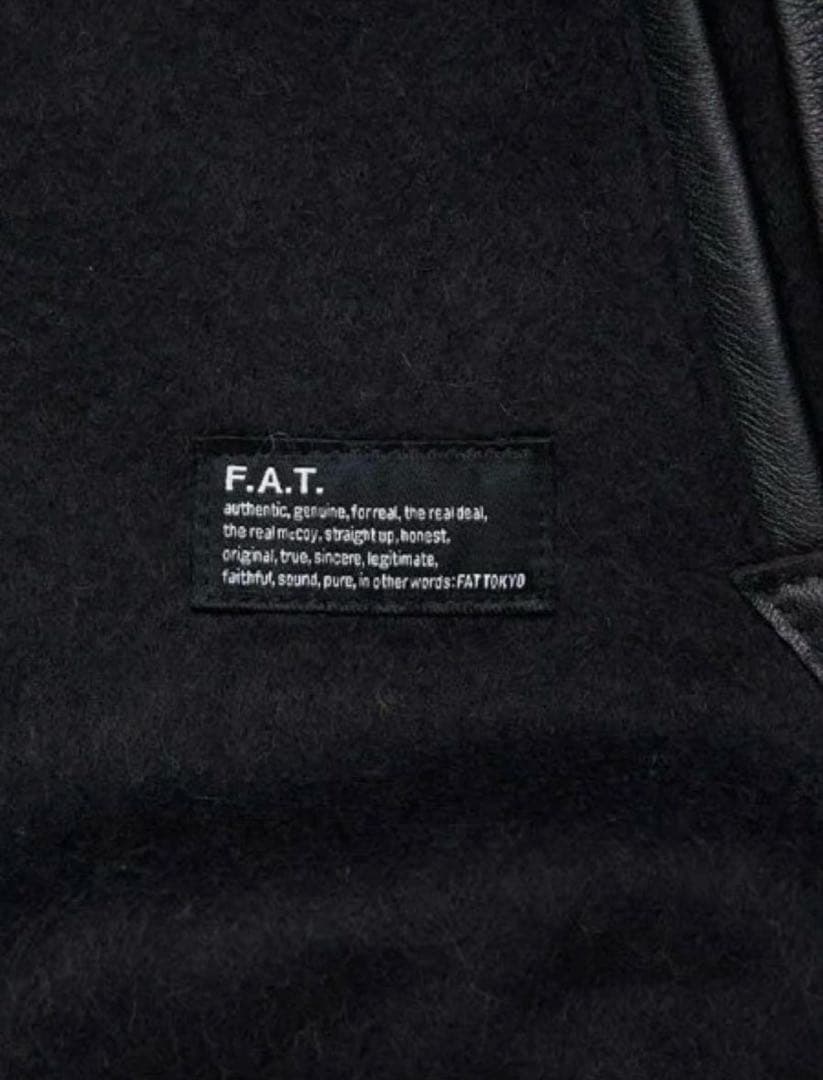 F.A.T.
authentic, genuine, for real, the real deal,
the real mccoy, straight up, honest,
original, true, sincere, legitimate,
faithful, sound, pure, in other words: FAT TOKYO